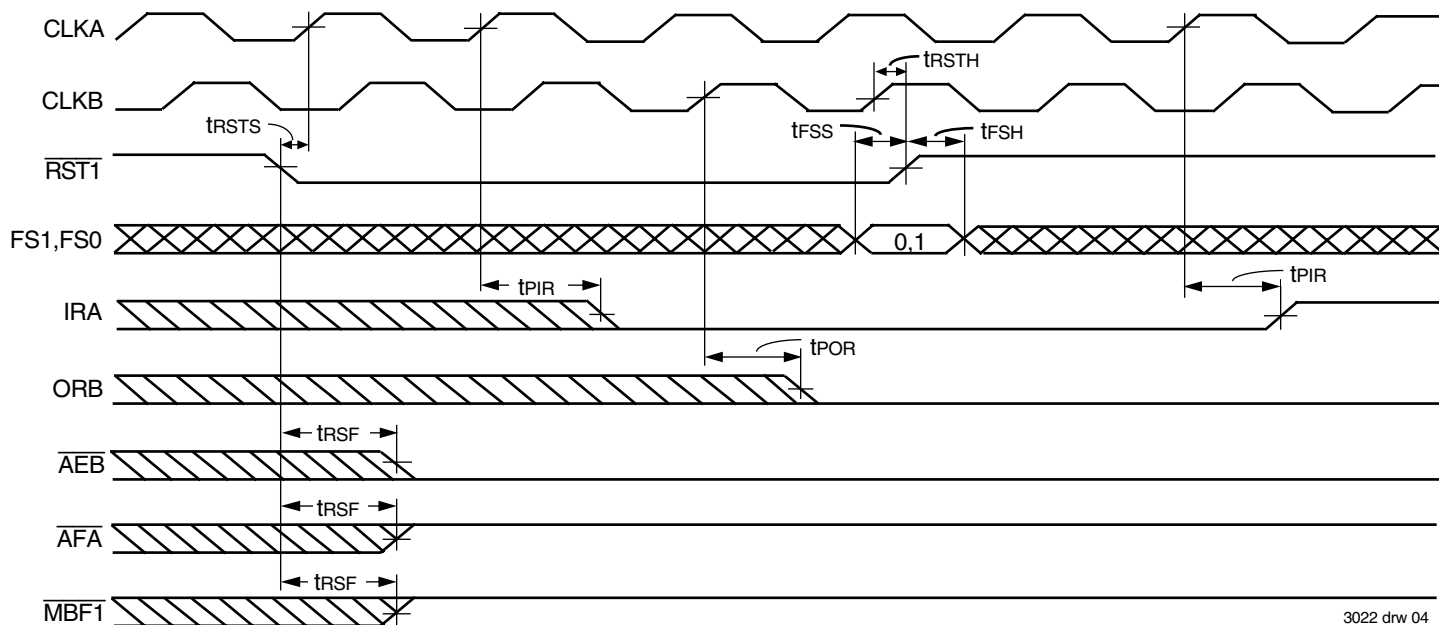 CLKA
tRSTH
CLKB
tRSTS
tFSS
tFSH
RST1
FS1,FS0
0,1
tPIR
tPIR
IRA
tPOR
ORB
tRSF
AEB
tRSF
AFA
tRSF
MBF1
3022 drw 04